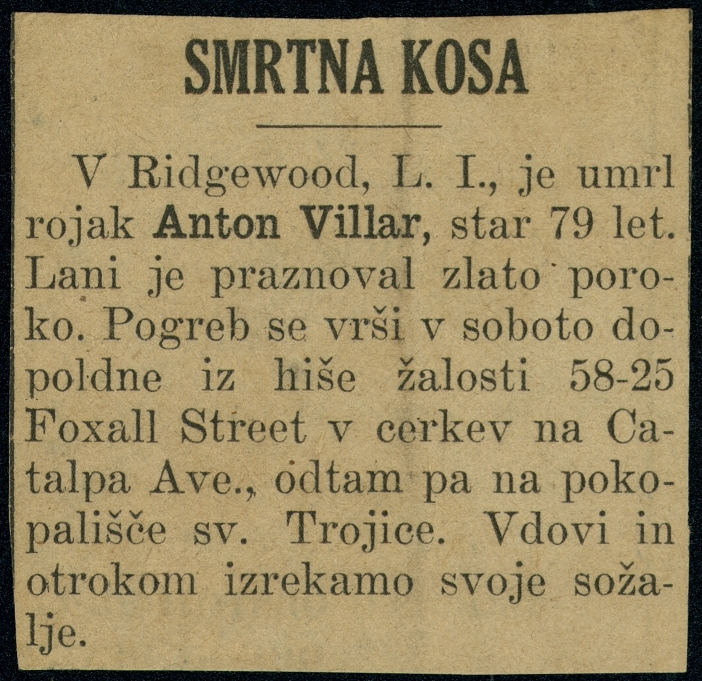 SMRTNA KOSA
V Ridgewood, L. I., je umrl
rojak Anton Villar, star 79 let.
Lani je praznoval zlato poro-
ko. Pogreb se vrši v soboto do-
poldne iz hiše žalosti 58-25
Foxall Street v cerkev na Ca-
talpa Ave., odtam pa na poko-
pališče sv. Trojice. Vdovi in
otrokom izrekamo svoje soža-
lje.